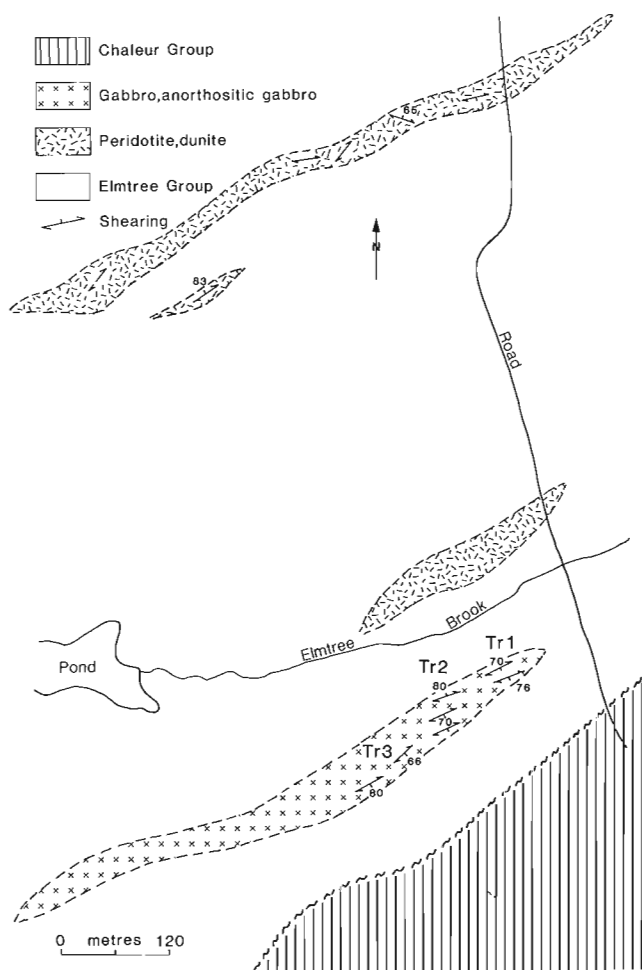 Chaleur Group
Gabbro,anorthositic gabbro
Peridotite,dunite
Elmtree Group
Shearing
65
N
83
Road
Elmtree Brook
Pond
Tr1
70
76
Tr2
80
70
Tr3
66
80
0 metres 120